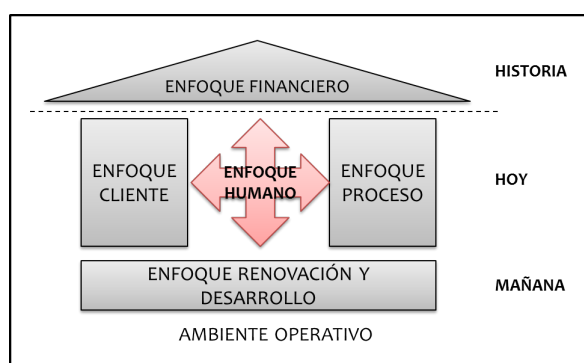 HISTORIA
ENFOQUE FINANCIERO
ENFOQUE
CLIENTE
ENFOQUE
HUMANO
ENFOQUE
PROCESO
HOY
ENFOQUE RENOVACIÓN Y
DESARROLLO
MAÑANA
AMBIENTE OPERATIVO